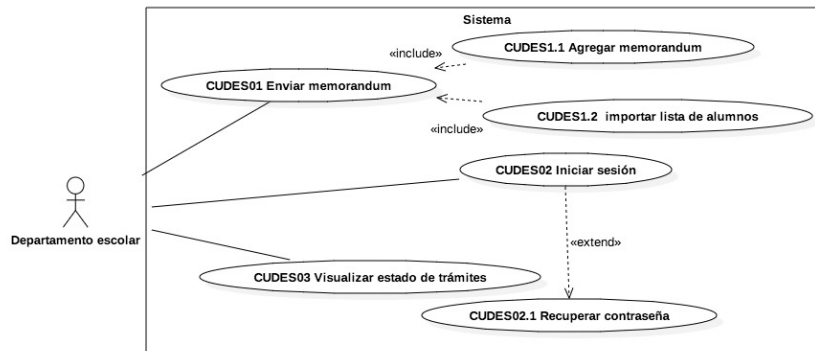 Sistema
CUDES1.1 Agregar memorandum
«include»
CUDES01 Enviar memorandum
CUDES1.2 importar lista de alumnos
«include»
CUDES02 Iniciar sesión
Departamento escolar
«extend»
CUDES03 Visualizar estado de trámites
CUDES02.1 Recuperar contraseña